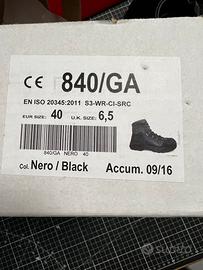 CE 840/GA
EN ISO 20345:2011 S3-WR-CI-SRC
EUR SIZE: 40 U.K. SIZE: 6,5
840/GA NERO 40
Col. Nero / Black Accum. 09/16
subito